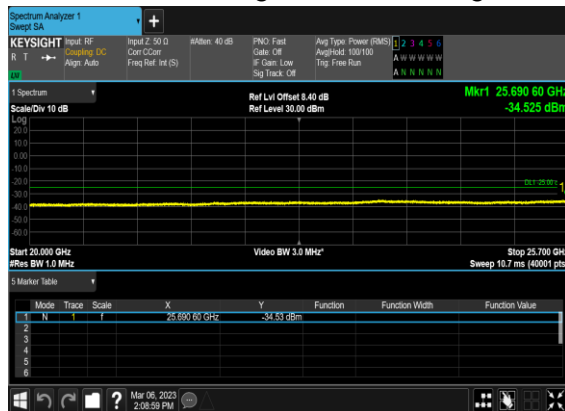 Spectrum Analyzer 1
Swept SA
KEYSIGHT Input: RF Input Z: 50 Ω #Atten: 40 dB PNO: Fast Avg Type: Power (RMS) 1 2 3 4 5 6
R T Coupling: DC Corr CCorr Gate: Off Avg|Hold: 100/100 A W W W W W
Align: Auto Freq Ref: Int (S) IF Gain: Low Trig: Free Run
Sig Track: Off A N N N N N
LW
1 Spectrum Ref Lvl Offset 8.40 dB Mkr1 25.690 60 GHz
Scale/Div 10 dB Ref Level 30.00 dBm -34.525 dBm
Log
20.0
10.0
0.00
-10.0
DL1 -25.00
-20.0
1
-30.0
-40.0
-50.0
-60.0
Start 20.000 GHz Video BW 3.0 MHz* Stop 25.700 GHz
#Res BW 1.0 MHz Sweep 10.7 ms (40001 pts
5 Marker Table
Mode Trace Scale X Y Function Function Width Function Value
1 N 1 f 25.690 60 GHz -34.53 dBm
2
3
4
5
6
? Mar 06, 2023
2:08:59 PM